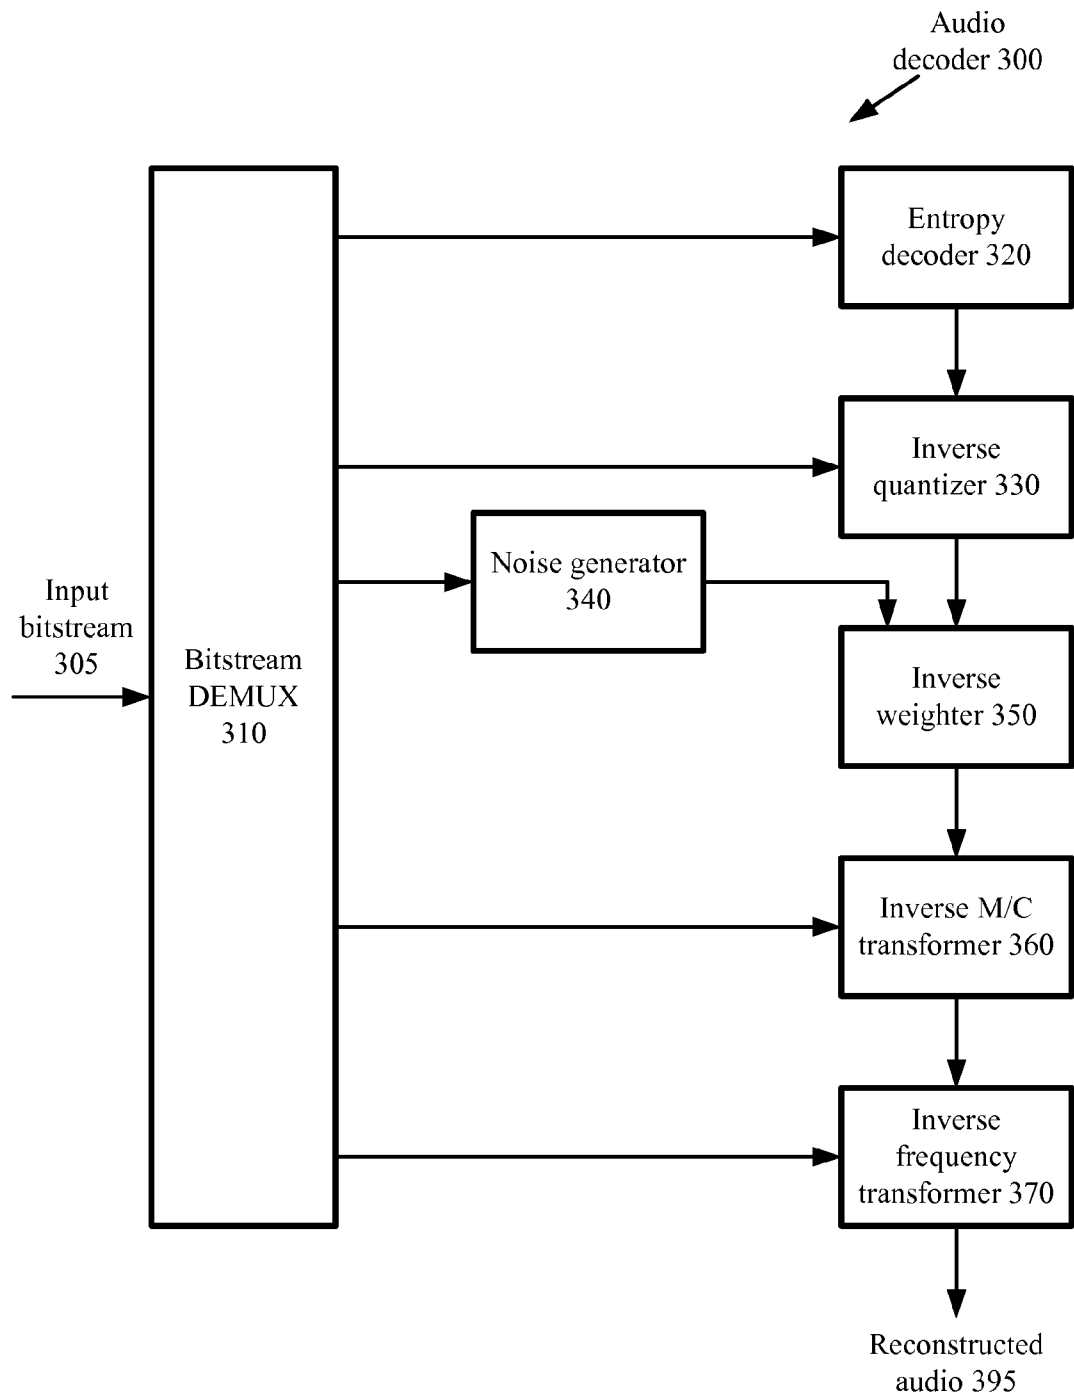 Audio
decoder 300
Entropy
decoder 320
Inverse
quantizer 330
Noise generator
340
Input
bitstream
305
Bitstream
DEMUX
310
Inverse
weighter 350
Inverse M/C
transformer 360
Inverse
frequency
transformer 370
Reconstructed
audio 395